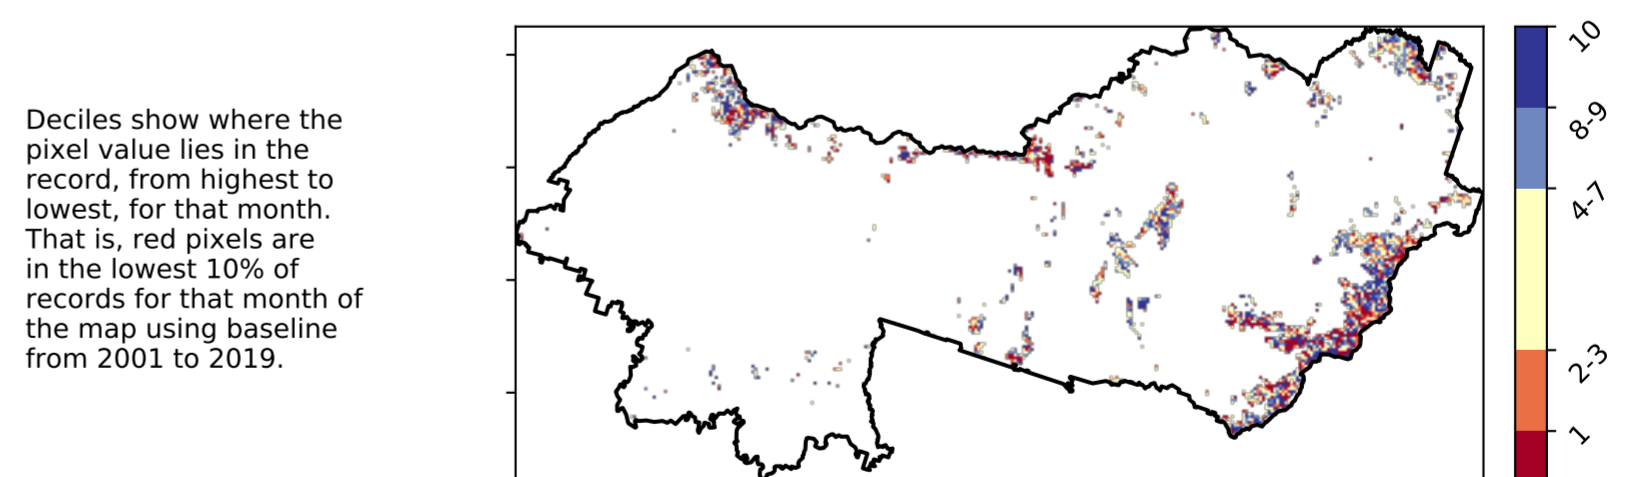 Deciles show where the
pixel value lies in the
record, from highest to
lowest, for that month.
That is, red pixels are
in the lowest 10% of
records for that month of
the map using baseline
from 2001 to 2019.
10
8-9
4-7
2-3
1